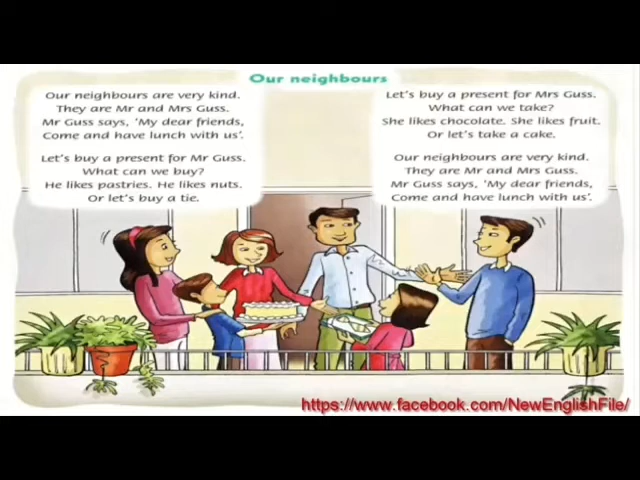 Our neighbours
Our neighbours are very kind.
They are Mr and Mrs Guss.
Mr Guss says, ‘My dear friends,
Come and have lunch with us’.
Let’s buy a present for Mr Guss.
What can we buy?
He likes pastries. He likes nuts.
Or let’s buy a tie.
Let’s buy a present for Mrs Guss.
What can we take?
She likes chocolate. She likes fruit.
Or let’s take a cake.
Our neighbours are very kind.
They are Mr and Mrs Guss.
Mr Guss says, ‘My dear friends,
Come and have lunch with us’.
https://www.facebook.com/NewEnglishFile/